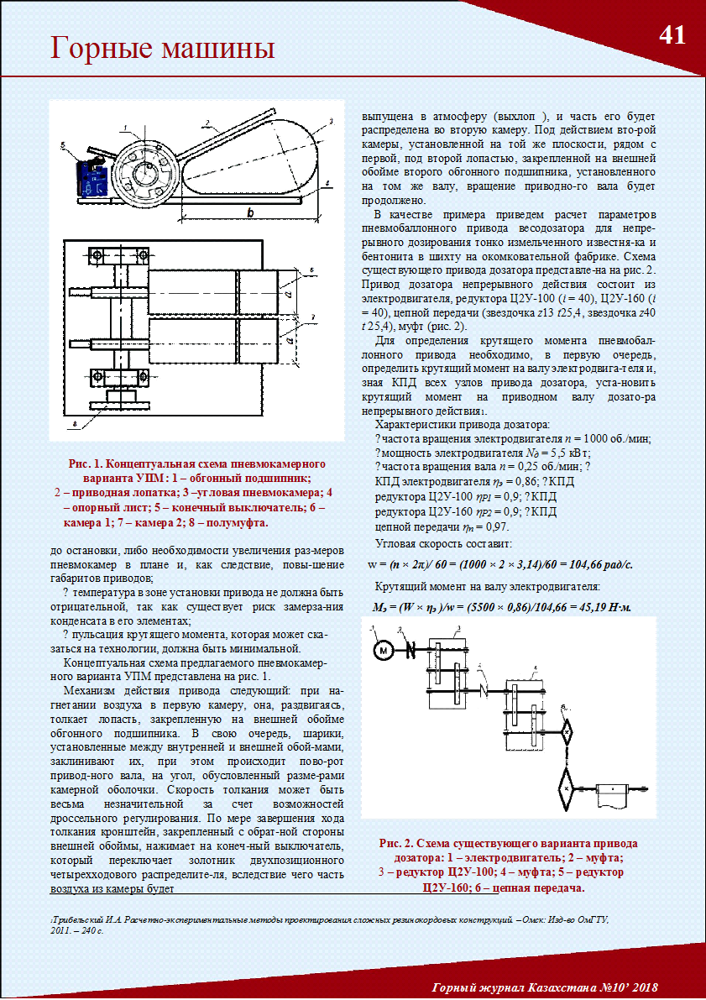 41
Горные машины
1
2
3
5
4
b
6
a
7
a
8
Рис. 1. Концептуальная схема пневмокамерного
варианта УПМ: 1 – обгонный подшипник;
2 – приводная лопатка; 3 –угловая пневмокамера; 4
– опорный лист; 5 – конечный выключатель; 6 –
камера 1; 7 – камера 2; 8 – полумуфта.
до остановки, либо необходимости увеличения раз-меров
пневмокамер в плане и, как следствие, повы-шение
габаритов приводов;
? температура в зоне установки привода не должна быть
отрицательной, так как существует риск замерза-ния
конденсата в его элементах;
? пульсация крутящего момента, которая может ска-
заться на технологии, должна быть минимальной.
Концептуальная схема предлагаемого пневмокамер-
ного варианта УПМ представлена на рис. 1.
Механизм действия привода следующий: при на-
гнетании воздуха в первую камеру, она, раздвигаясь,
толкает лопасть, закрепленную на внешней обойме
обгонного подшипника. В свою очередь, шарики,
установленные между внутренней и внешней обой-мами,
заклинивают их, при этом происходит пово-рот
привод-ного вала, на угол, обусловленный разме-рами
камерной оболочки. Скорость толкания может быть
весьма незначительной за счет возможностей
дроссельного регулирования. По мере завершения хода
толкания кронштейн, закрепленный с обрат-ной стороны
внешней обоймы, нажимает на конеч-ный выключатель,
который переключает золотник двухпозиционного
четырехходового распределите-ля, вследствие чего часть
воздуха из камеры будет
выпущена в атмосферу (выхлоп ), и часть его будет
распределена во вторую камеру. Под действием вто-рой
камеры, установленной на той же плоскости, рядом с
первой, под второй лопастью, закрепленной на внешней
обойме второго обгонного подшипника, установленного
на том же валу, вращение приводно-го вала будет
продолжено.
В качестве примера приведем расчет параметров
пневмобаллонного привода весодозатора для непре-
рывного дозирования тонко измельченного известня-ка и
бентонита в шихту на окомковательной фабрике. Схема
существующего привода дозатора представле-на на рис. 2.
Привод дозатора непрерывного действия состоит из
электродвигателя, редуктора Ц2У-100 (i = 40), Ц2У-160 (i
= 40), цепной передачи (звездочка z13 t25,4, звездочка z40
t 25,4), муфт (рис. 2).
Для определения крутящего момента пневмобал-
лонного привода необходимо, в первую очередь,
определить крутящий момент на валу электродвига-теля и,
зная КПД всех узлов привода дозатора, уста-новить
крутящий момент на приводном валу дозато-ра
непрерывного действия1.
Характеристики привода дозатора:
? частота вращения электродвигателя n = 1000 об./мин;
? мощность электродвигателя Nд = 5,5 кВт;
? частота вращения вала n = 0,25 об./мин; ?
КПД электродвигателя ηэ = 0,86; ? КПД
редуктора Ц2У-100 ηР1 = 0,9; ? КПД
редуктора Ц2У-160 ηР2 = 0,9; ? КПД
цепной передачи ηп = 0,97.
Угловая скорость составит:
w = (n × 2π)/ 60 = (1000 × 2 × 3,14)/60 = 104,66 рад/с.
Крутящий момент на валу электродвигателя:
Mэ = (W × ηэ )/w = (5500 × 0,86)/104,66 = 45,19 Н·м.
1
2
3
М
Рис. 2. Схема существующего варианта привода
дозатора: 1 – электродвигатель; 2 – муфта;
3 – редуктор Ц2У-100; 4 – муфта; 5 – редуктор
Ц2У-160; 6 – цепная передача.
1Трибельский И.А. Расчетно-экспериментальные методы проектирования сложных резинокордовых конструкций. – Омск: Изд-во ОмГТУ,
2011. – 240 с.
Горный журнал Казахстана №10’ 2018